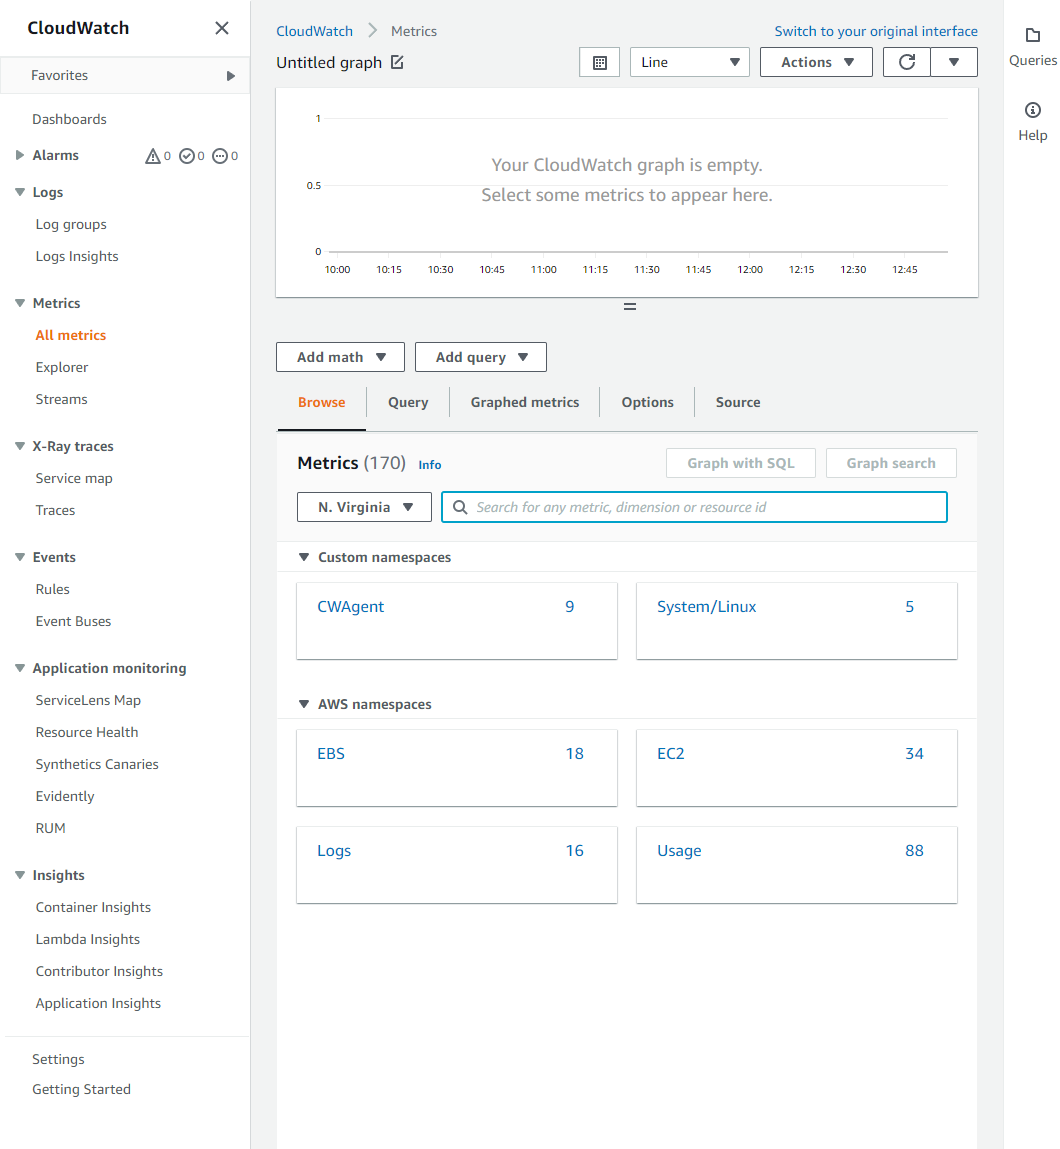 CloudWatch
Favorites
Dashboards
Alarms 0 0 0
Logs
Log groups
Logs Insights
Metrics
All metrics
Explorer
Streams
X-Ray traces
Service map
Traces
Events
Rules
Event Buses
Application monitoring
ServiceLens Map
Resource Health
Synthetics Canaries
Evidently
RUM
Insights
Container Insights
Lambda Insights
Contributor Insights
Application Insights
Settings
Getting Started
CloudWatch Metrics
Switch to your original interface
Untitled graph
Line
Actions
1
0.5
0
Your CloudWatch graph is empty.
Select some metrics to appear here.
10:00 10:15 10:30 10:45 11:00 11:15 11:30 11:45 12:00 12:15 12:30 12:45
Add math Add query
Browse Query Graphed metrics Options Source
Metrics (170) Info
Graph with SQL Graph search
N. Virginia
Search for any metric, dimension or resource id
Custom namespaces
CWAgent 9
System/Linux 5
AWS namespaces
EBS 18
EC2 34
Logs 16
Usage 88
Queries
Help